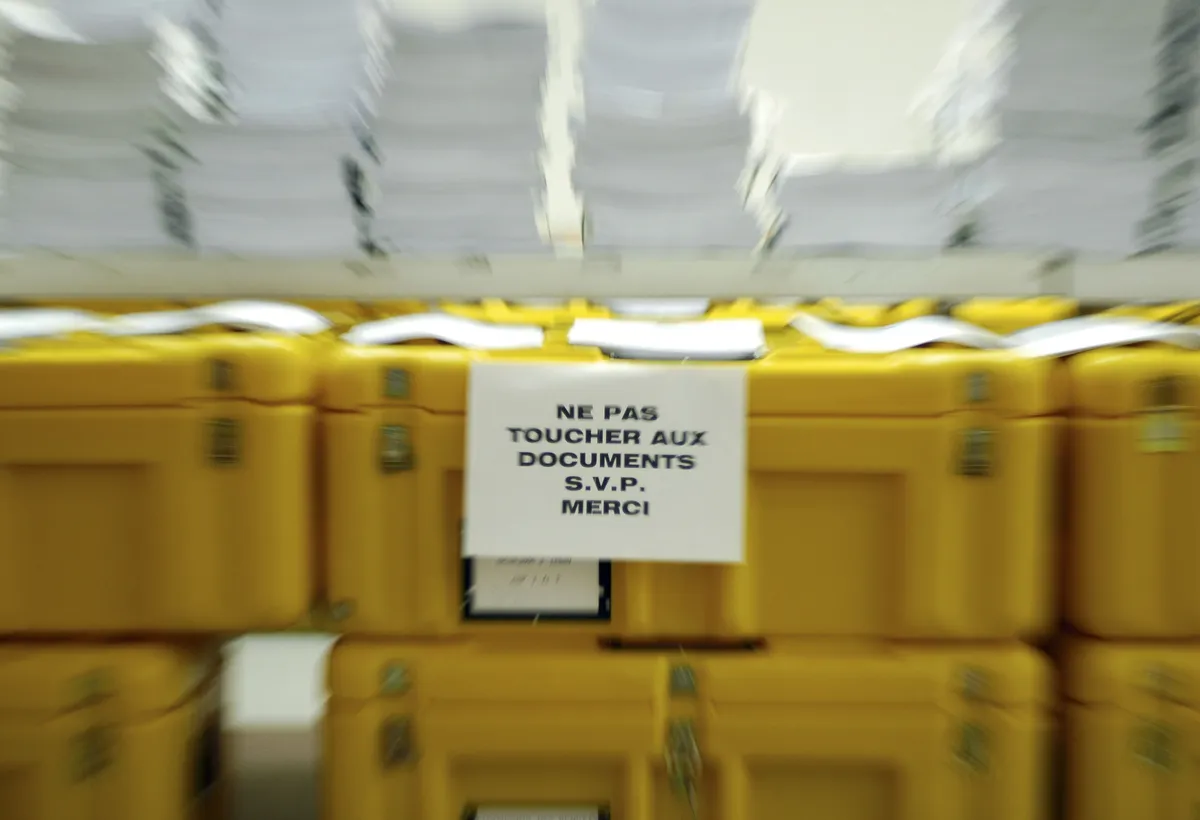 NE PAS
TOUCHER AUX
DOCUMENTS
S.V.P.
MERCI